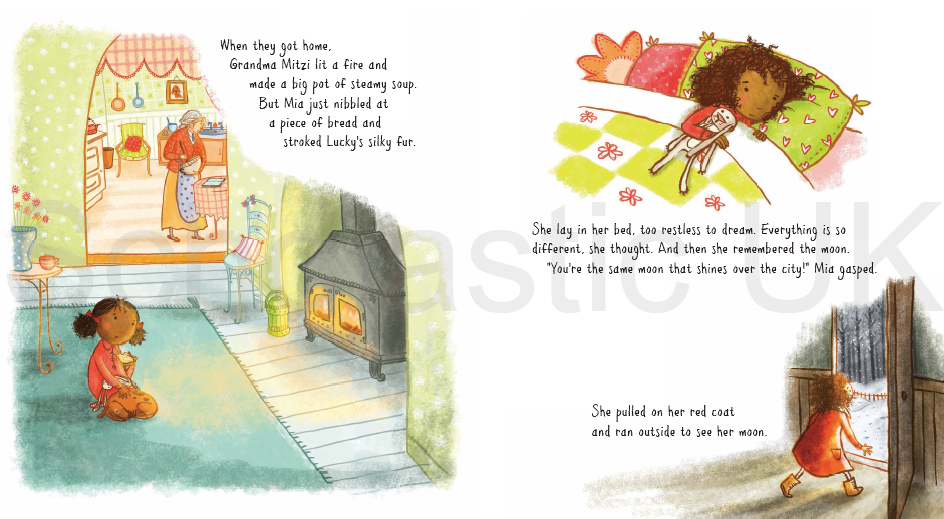 When they got home,
Grandma Mitzi lit a fire and
made a big pot of steamy soup.
But Mia just nibbled at
a piece of bread and
stroked Lucky's silky fur.
She lay in her bed, too restless to dream. Everything is so
different, she thought. And then she remembered the moon.
"You're the same moon that shines over the city!" Mia gasped.
She pulled on her red coat
and ran outside to see her moon.
Scholastic UK